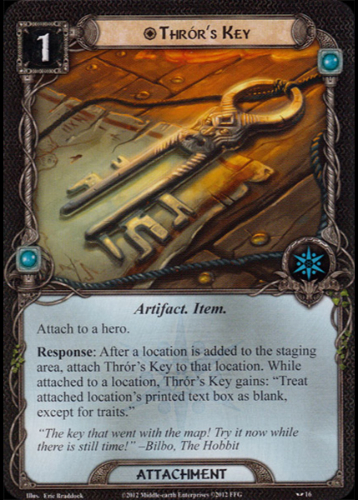 1
Thrór's Key
Artifact. Item.
Attach to a hero.
Response: After a location is added to the staging
area, attach Thrór's Key to that location. While
attached to a location, Thrór's Key gains: "Treat
attached location's printed text box as blank,
except for traits."
"The key that went with the map! Try it now while
there is still time!" –Bilbo, The Hobbit
ATTACHMENT
Illus. Eric Braddock ©2012 Middle-earth Enterprises ©2012 FFG 16